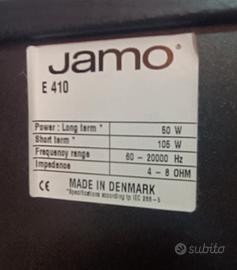 JAMO®
E 410
Power : Long term * 60 W
Short term * 105 W
Frequency range 60 - 20000 Hz
Impedance 4 - 8 OHM
CE MADE IN DENMARK
*Specifications according to IEC 268-5
subito